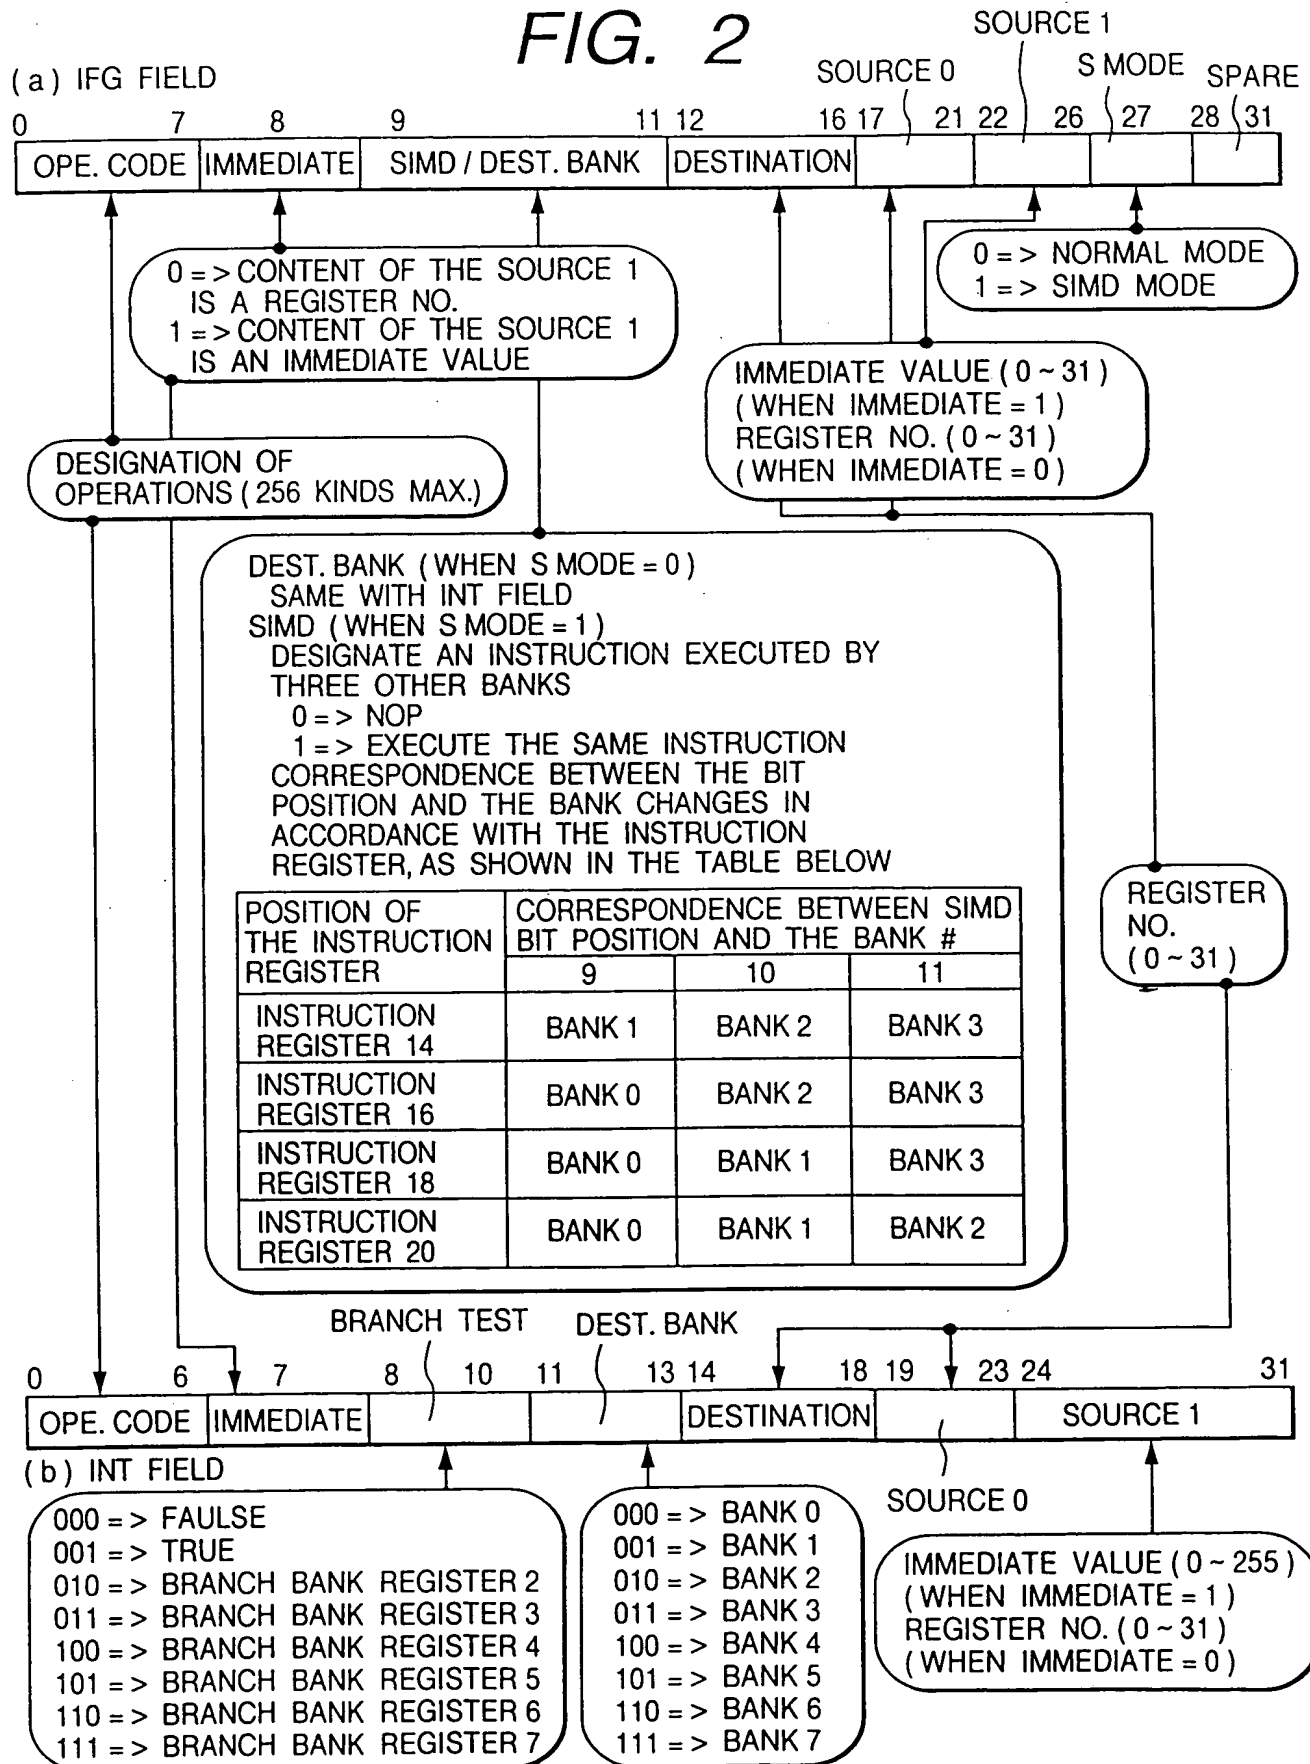 FIG. 2
(a) IFG FIELD
SOURCE 0
SOURCE 1
S MODE
SPARE
0 7 8 9 11 12 16 17 21 22 26 27 28 31
OPE. CODE IMMEDIATE SIMD / DEST. BANK DESTINATION
0 = > CONTENT OF THE SOURCE 1
IS A REGISTER NO.
1 = > CONTENT OF THE SOURCE 1
IS AN IMMEDIATE VALUE
0 = > NORMAL MODE
1 = > SIMD MODE
IMMEDIATE VALUE ( 0 ~ 31 )
( WHEN IMMEDIATE = 1 )
REGISTER NO. ( 0 ~ 31 )
( WHEN IMMEDIATE = 0 )
DESIGNATION OF
OPERATIONS ( 256 KINDS MAX. )
DEST. BANK ( WHEN S MODE = 0 )
SAME WITH INT FIELD
SIMD ( WHEN S MODE = 1 )
DESIGNATE AN INSTRUCTION EXECUTED BY
THREE OTHER BANKS
0 = > NOP
1 = > EXECUTE THE SAME INSTRUCTION
CORRESPONDENCE BETWEEN THE BIT
POSITION AND THE BANK CHANGES IN
ACCORDANCE WITH THE INSTRUCTION
REGISTER, AS SHOWN IN THE TABLE BELOW
POSITION OF
THE INSTRUCTION
REGISTER
CORRESPONDENCE BETWEEN SIMD
BIT POSITION AND THE BANK #
9 10 11
INSTRUCTION
REGISTER 14
BANK 1 BANK 2 BANK 3
INSTRUCTION
REGISTER 16
BANK 0 BANK 2 BANK 3
INSTRUCTION
REGISTER 18
BANK 0 BANK 1 BANK 3
INSTRUCTION
REGISTER 20
BANK 0 BANK 1 BANK 2
REGISTER
NO.
( 0 ~ 31 )
BRANCH TEST
DEST. BANK
0 6 7 8 10 11 13 14 18 19 23 24 31
OPE. CODE IMMEDIATE DESTINATION SOURCE 1
(b) INT FIELD
SOURCE 0
000 = > FAULSE
001 = > TRUE
010 = > BRANCH BANK REGISTER 2
011 = > BRANCH BANK REGISTER 3
100 = > BRANCH BANK REGISTER 4
101 = > BRANCH BANK REGISTER 5
110 = > BRANCH BANK REGISTER 6
111 = > BRANCH BANK REGISTER 7
000 = > BANK 0
001 = > BANK 1
010 = > BANK 2
011 = > BANK 3
100 = > BANK 4
101 = > BANK 5
110 = > BANK 6
111 = > BANK 7
IMMEDIATE VALUE ( 0 ~ 255 )
( WHEN IMMEDIATE = 1 )
REGISTER NO. ( 0 ~ 31 )
( WHEN IMMEDIATE = 0 )